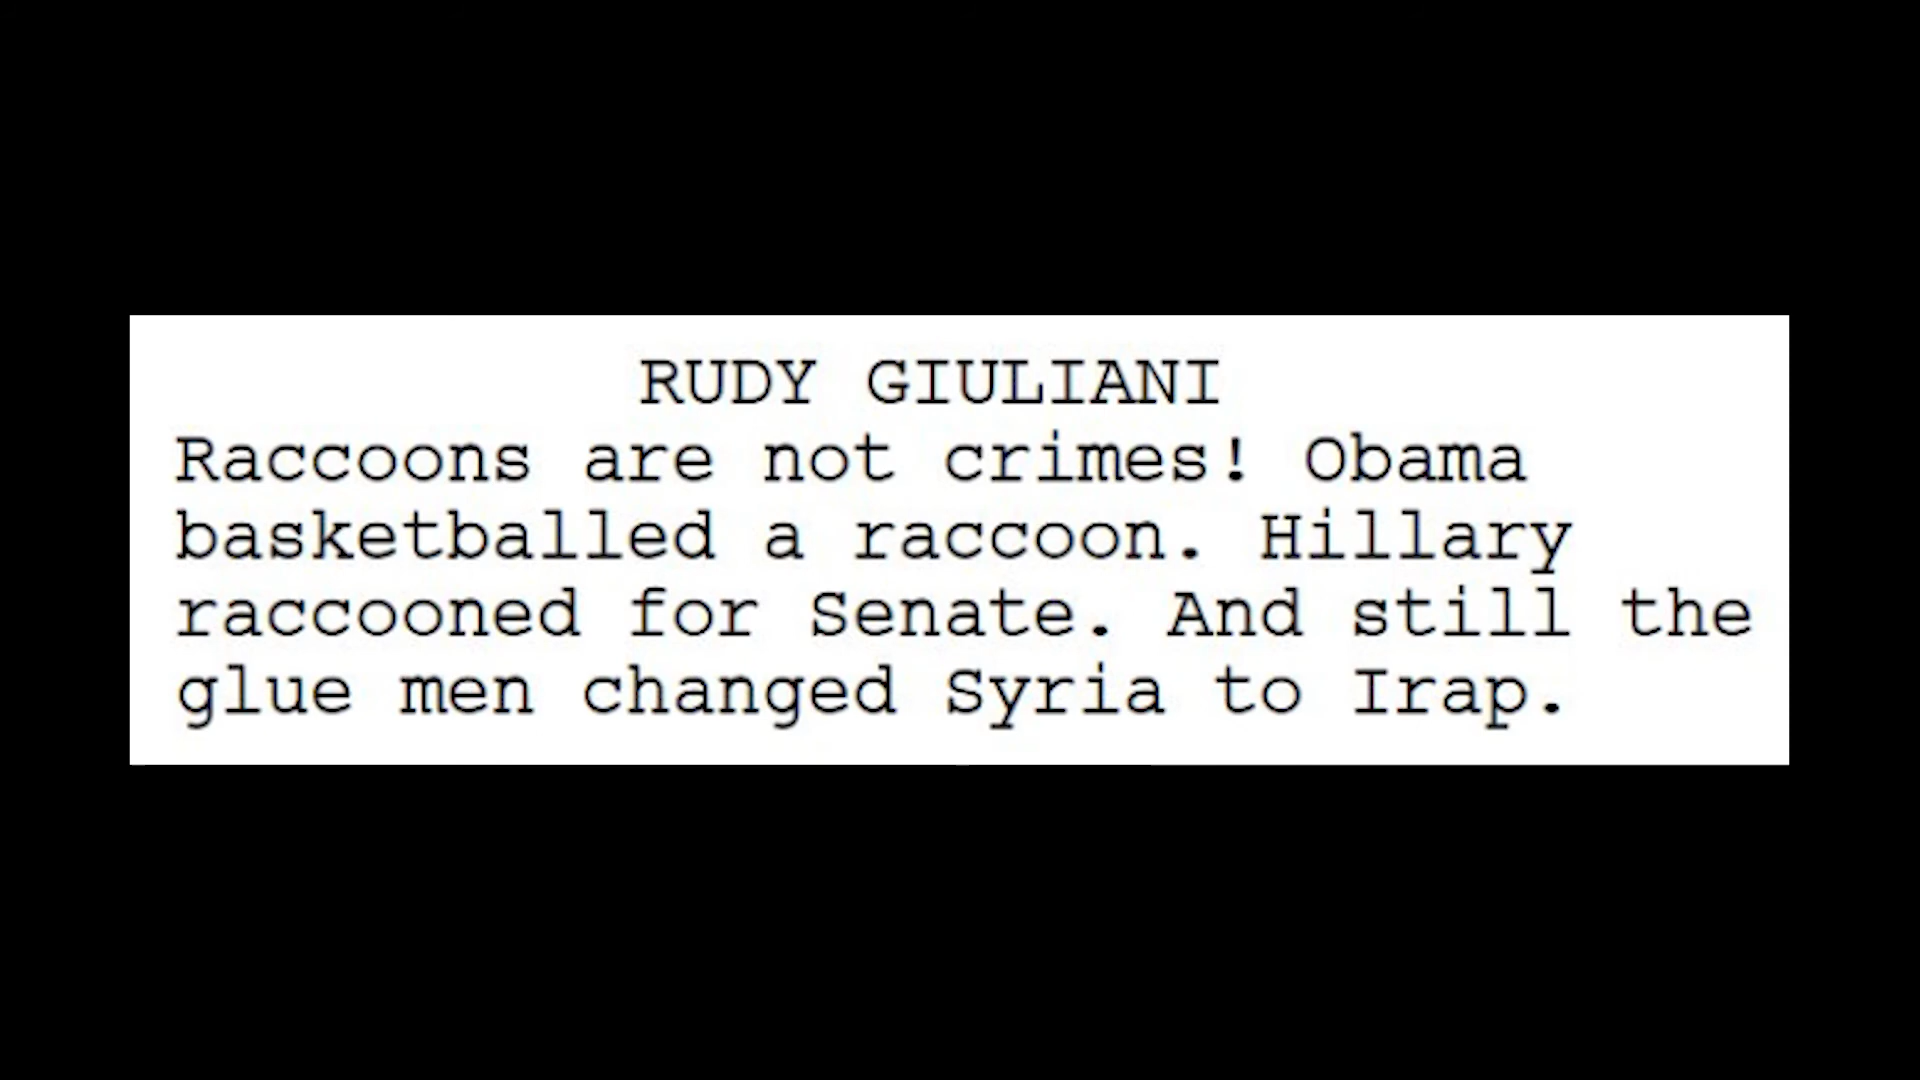 RUDY GIULIANI
Raccoons are not crimes! Obama
basketballed a raccoon. Hillary
raccooned for Senate. And still the
glue men changed Syria to Irap.